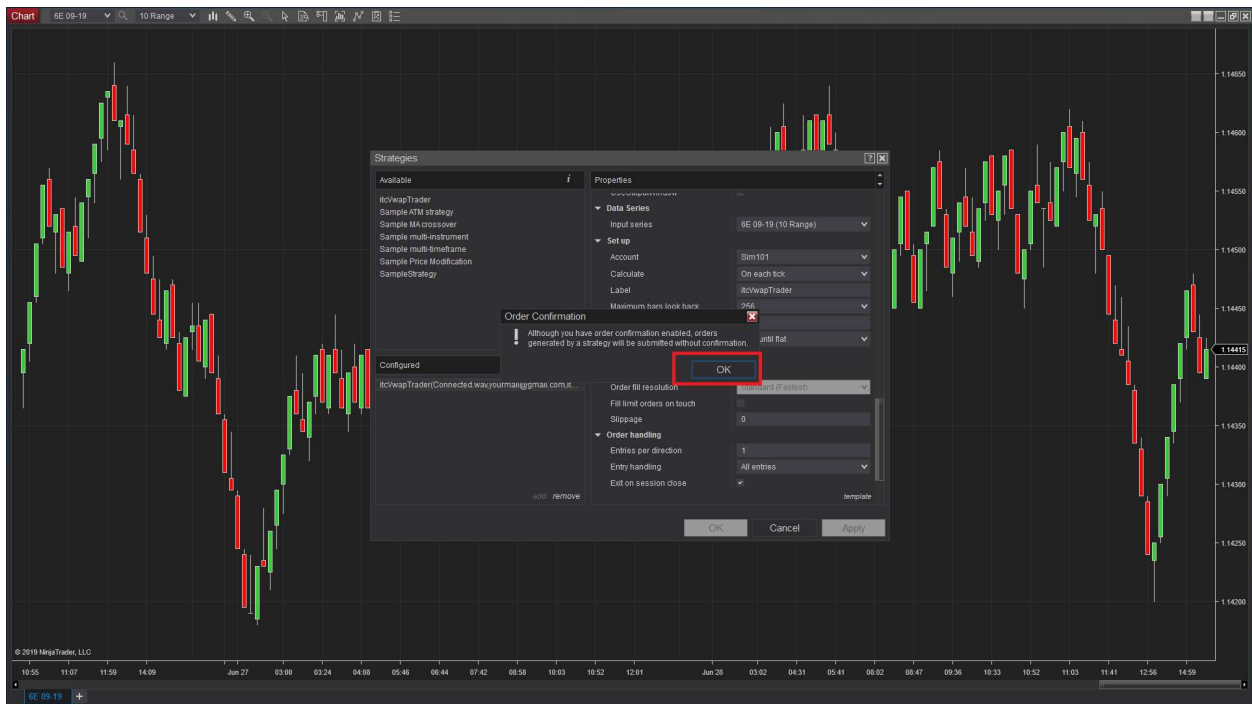 Chart 6E 09-19 10 Range
1.14650
1.14600
1.14550
1.14500
1.14450
1.14415
1.14400
1.14350
1.14300
1.14250
1.14200
Strategies
Available i
itcVwapTrader
Sample ATM strategy
Sample MA crossover
Sample multi-instrument
Sample multi-timeframe
Sample Price Modification
SampleStrategy
Configured
itcVwapTrader(Connected.wav,yourmail@gmail.com,it...
add remove
Properties
Data Series
Input series 6E 09-19 (10 Range)
Set up
Account Sim101
Calculate On each tick
Label itcVwapTrader
Maximum bars look back 256
until flat
Order fill resolution Standard (Fastest)
Fill limit orders on touch
Slippage 0
Order handling
Entries per direction 1
Entry handling All entries
Exit on session close
template
OK Cancel Apply
Order Confirmation
Although you have order confirmation enabled, orders
generated by a strategy will be submitted without confirmation.
OK
© 2019 NinjaTrader, LLC
10:55 11:07 11:59 14:09 Jun 27 03:00 03:24 04:08 05:46 06:44 07:42 08:58 10:03 10:52 12:01 Jun 28 03:02 04:31 05:41 08:02 08:47 09:36 10:33 10:52 11:03 11:41 12:56 14:59
6E 09-19 +